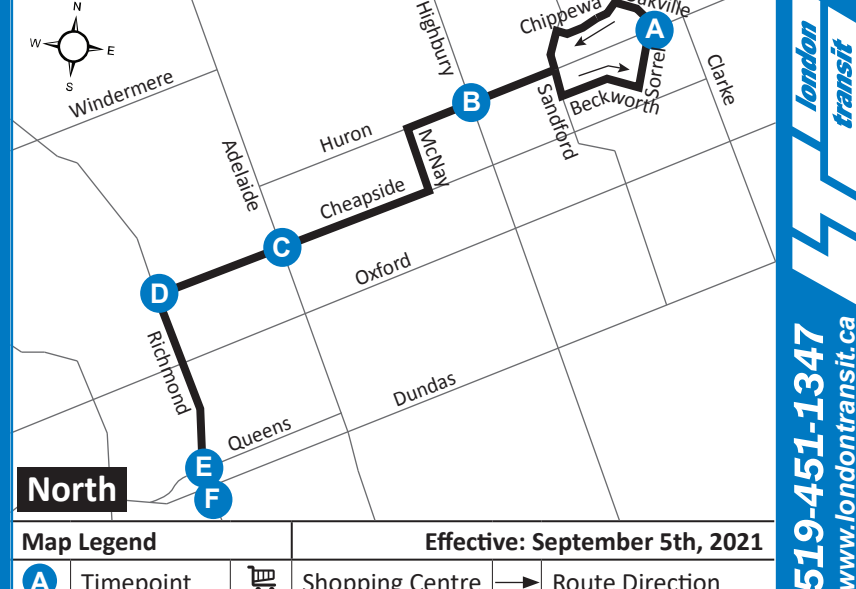 N
W
E
S
Highbury
Chippewa
A
Sorrel
Clarke
Windermere
B
Sandford
Beckworth
Huron
McNay
Adelaide
Cheapside
C
Oxford
D
Richmond
Dundas
Queens
E
F
North
Map Legend
Effective: September 5th, 2021
A Timepoint Shopping Centre Route Direction
london
transit
519-451-1347
www.londontransit.ca